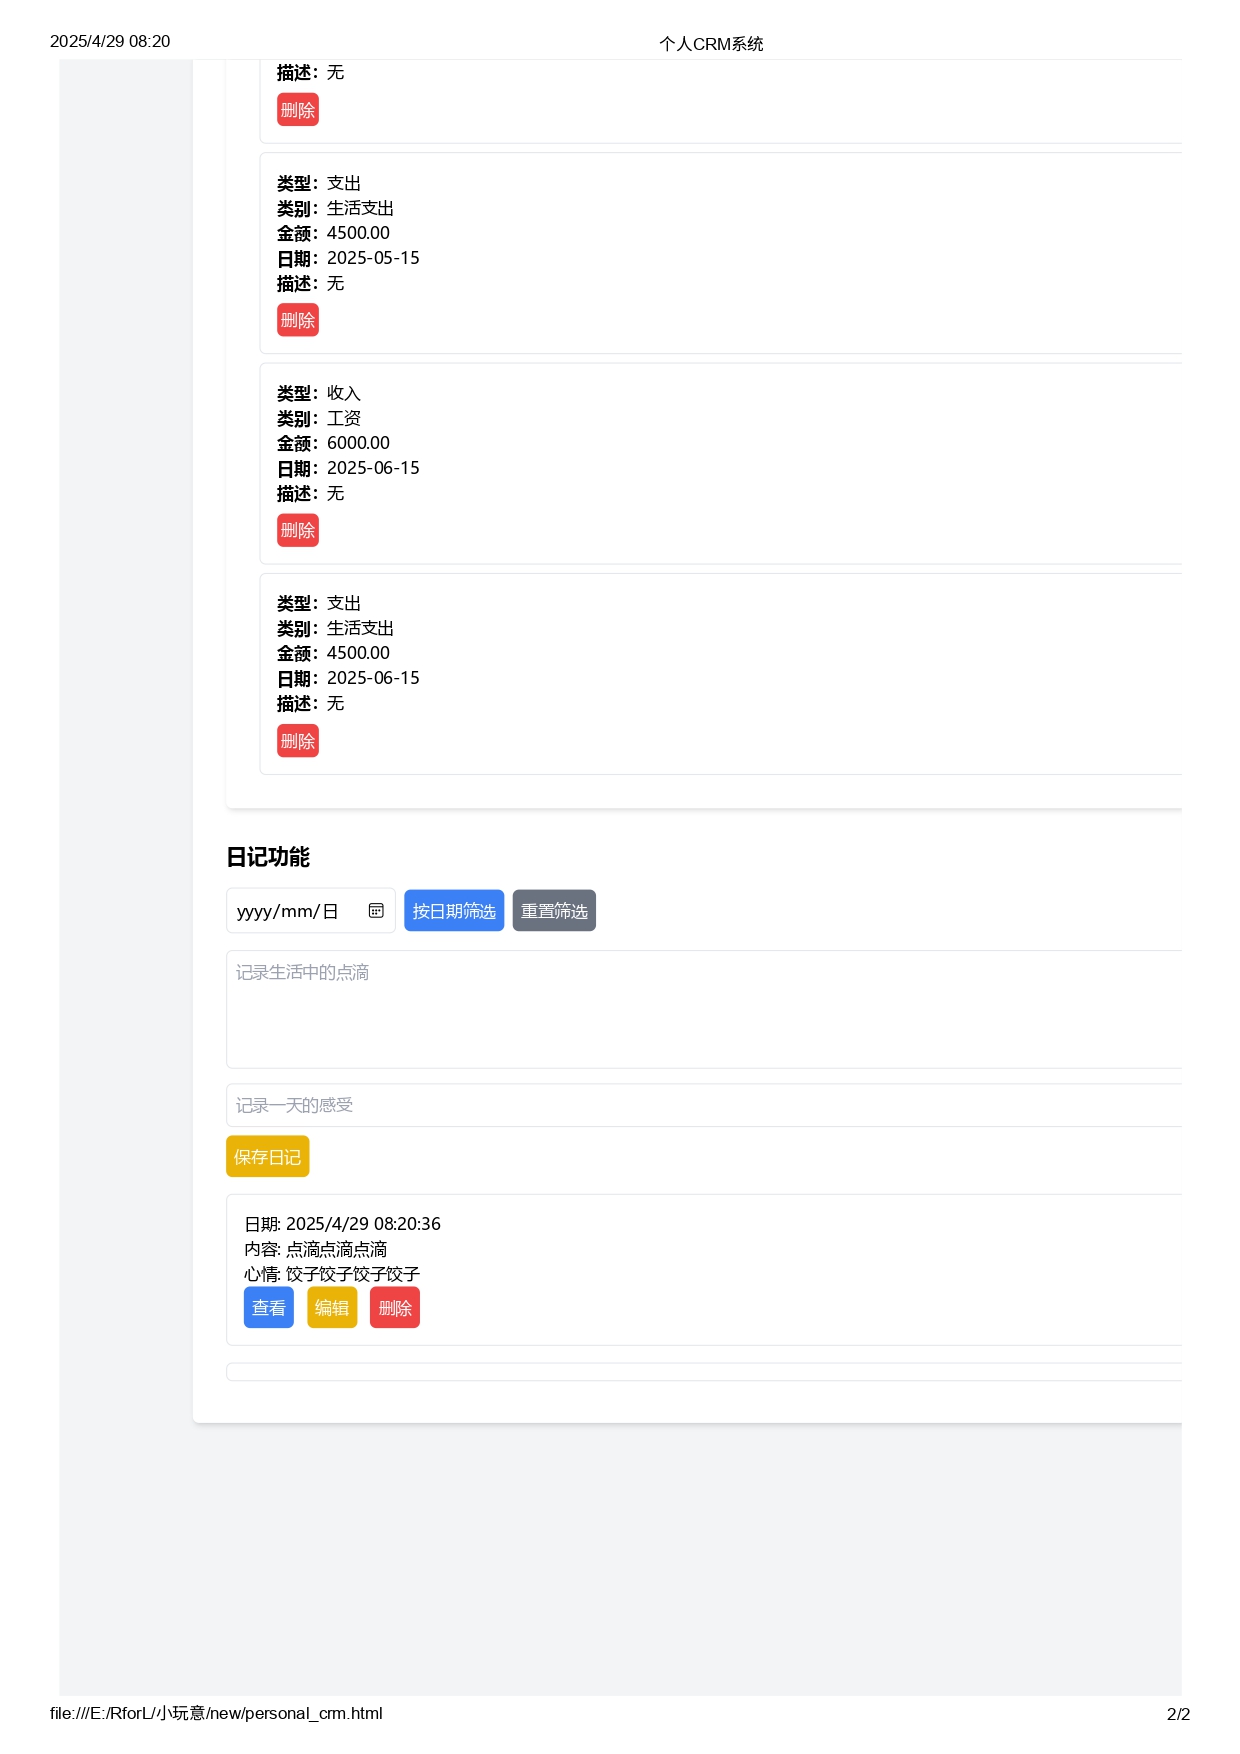 2025/4/29 08:20
个人CRM系统
描述：无
删除
类型：支出
类别：生活支出
金额：4500.00
日期：2025-05-15
描述：无
删除
类型：收入
类别：工资
金额：6000.00
日期：2025-06-15
描述：无
删除
类型：支出
类别：生活支出
金额：4500.00
日期：2025-06-15
描述：无
删除
日记功能
yyyy/mm/日 按日期筛选 重置筛选
记录生活中的点滴
记录一天的感受
保存日记
日期: 2025/4/29 08:20:36
内容: 点滴点滴点滴
心情: 饺子饺子饺子饺子
查看 编辑 删除
file:///E:/RforL/小玩意/new/personal_crm.html
2/2